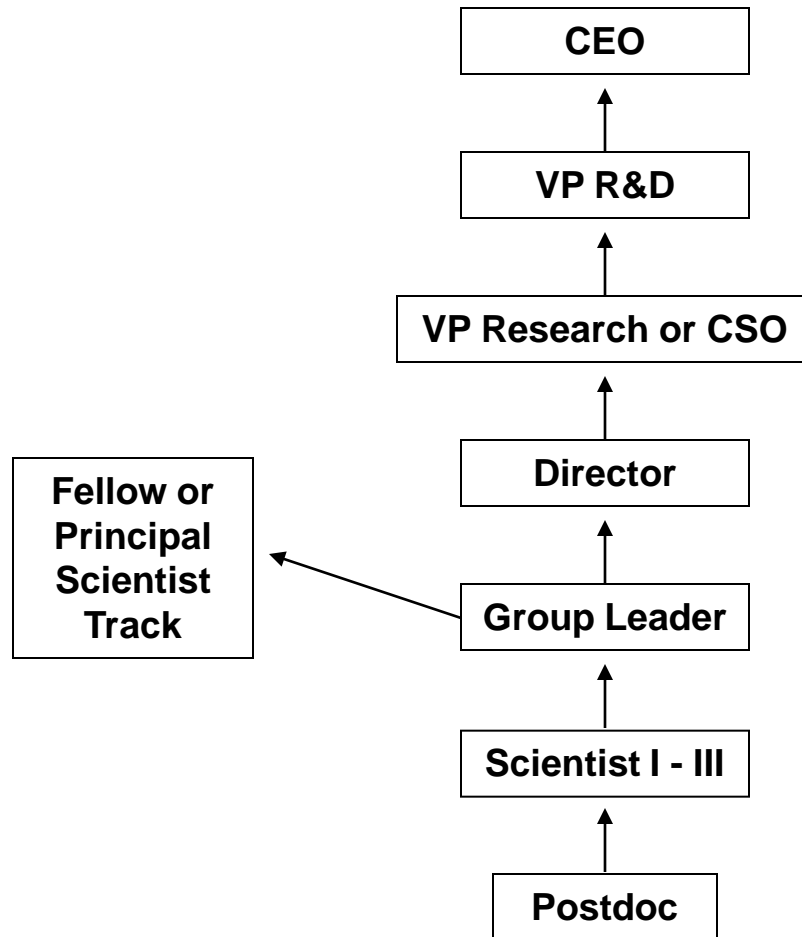 CEO
VP R&D
VP Research or CSO
Director
Fellow or
Principal
Scientist
Track
Group Leader
Scientist I - III
Postdoc